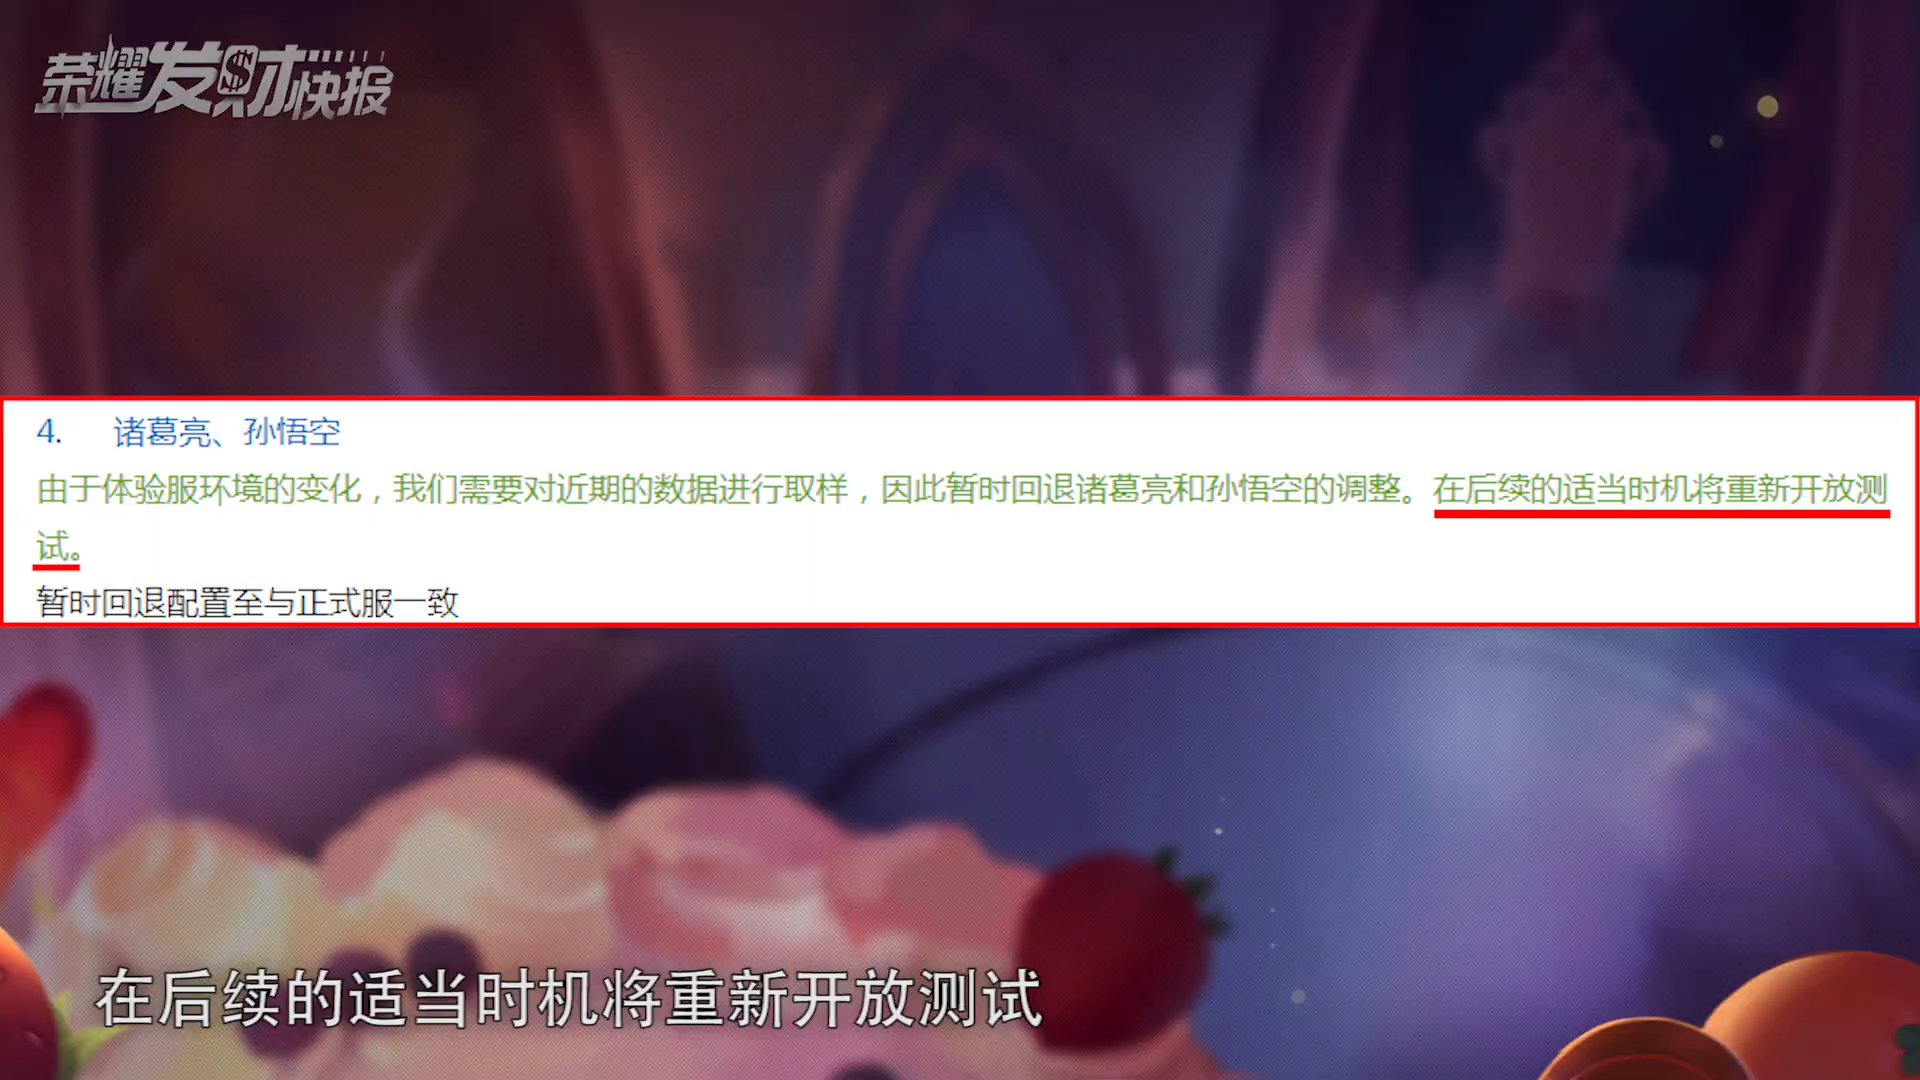 荣耀发财快报
4. 诸葛亮、孙悟空
由于体验服环境的变化，我们需要对近期的数据进行取样，因此暂时回退诸葛亮和孙悟空的调整。在后续的适当时机将重新开放测
试。
暂时回退配置至与正式服一致
在后续的适当时机将重新开放测试